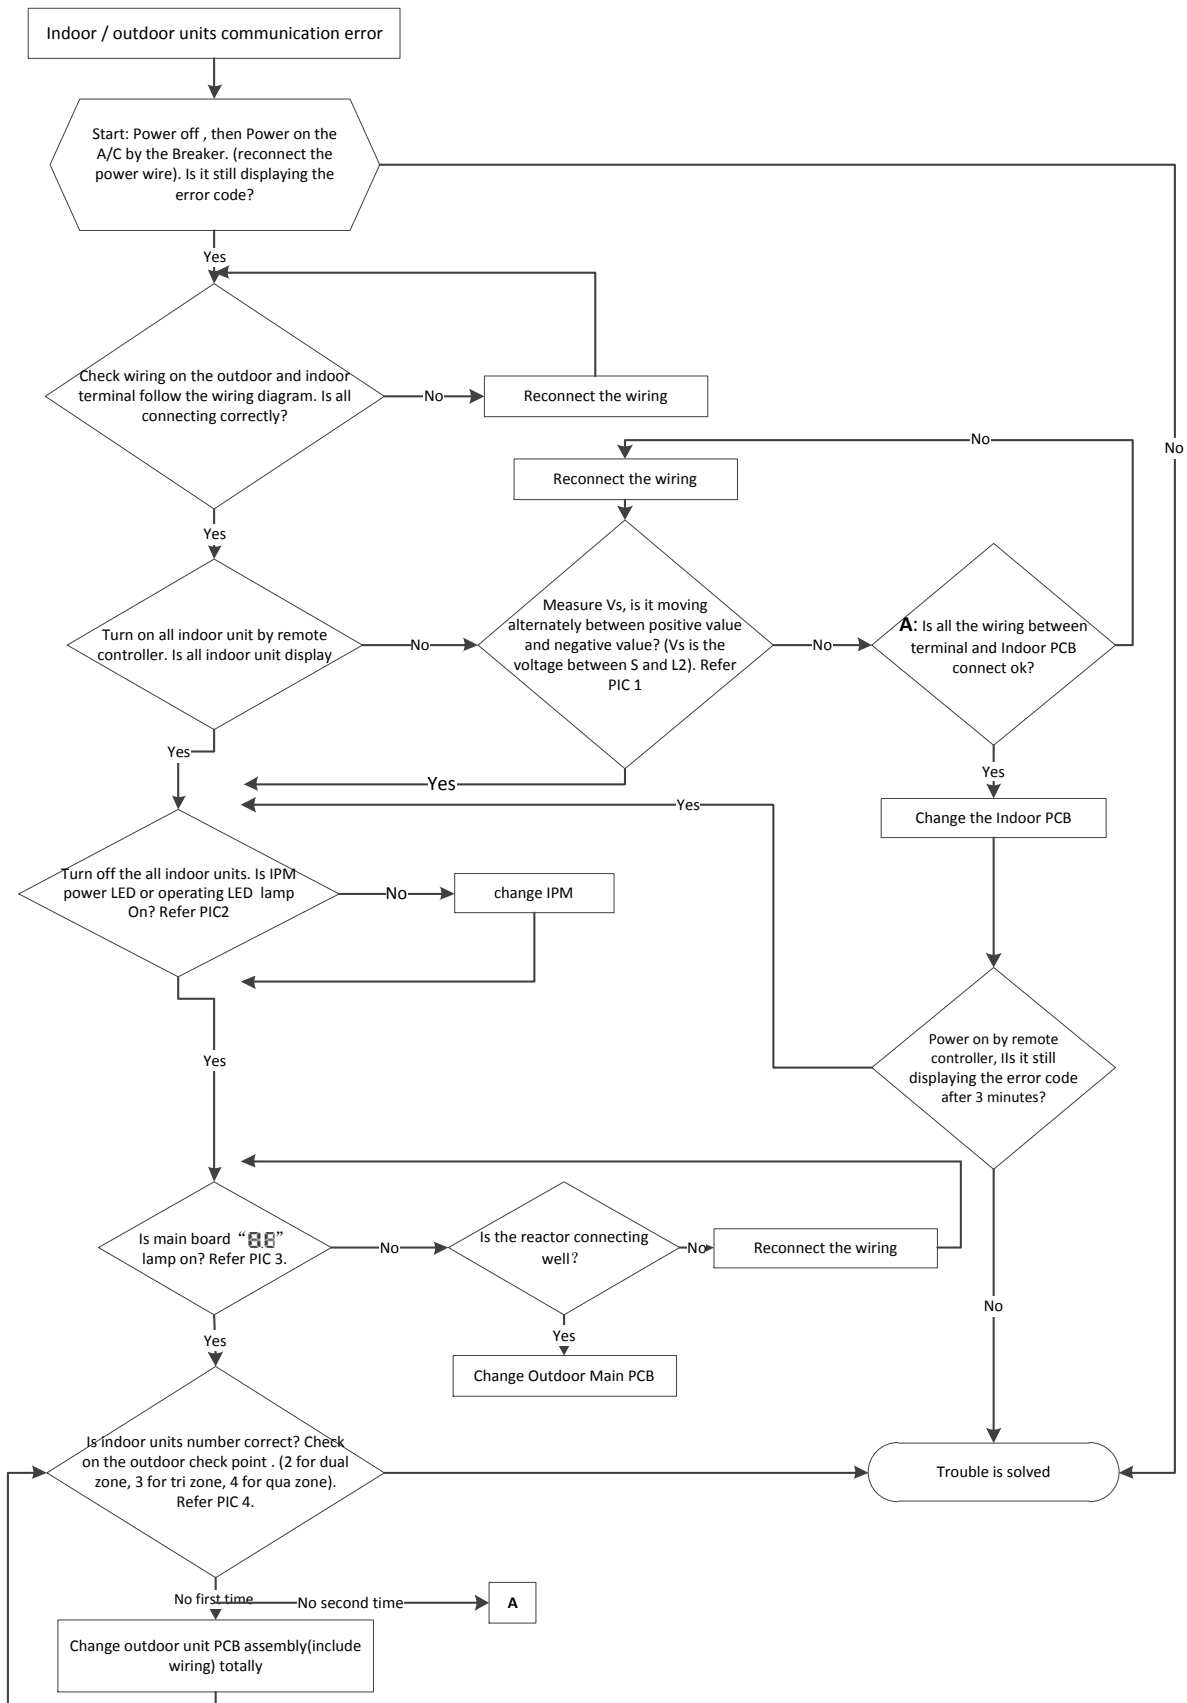 Indoor / outdoor units communication error
Start: Power off , then Power on the
A/C by the Breaker. (reconnect the
power wire). Is it still displaying the
error code?
Yes
No
Check wiring on the outdoor and indoor
terminal follow the wiring diagram. Is all
connecting correctly?
No
Reconnect the wiring
Yes
No
Reconnect the wiring
Turn on all indoor unit by remote
controller. Is all indoor unit display
No
Measure Vs, is it moving
alternately between positive value
and negative value? (Vs is the
voltage between S and L2). Refer
PIC 1
No
A: Is all the wiring between
terminal and Indoor PCB
connect ok?
Yes
Yes
Yes
Yes
Change the Indoor PCB
Turn off the all indoor units. Is IPM
power LED or operating LED lamp
On? Refer PIC2
No
change IPM
Yes
Power on by remote
controller, IIs it still
displaying the error code
after 3 minutes?
No
Is main board “8.8”
lamp on? Refer PIC 3.
No
Is the reactor connecting
well?
No
Reconnect the wiring
Yes
Yes
Change Outdoor Main PCB
Is indoor units number correct? Check
on the outdoor check point . (2 for dual
zone, 3 for tri zone, 4 for qua zone).
Refer PIC 4.
Trouble is solved
No first time
No second time
A
Change outdoor unit PCB assembly(include
wiring) totally